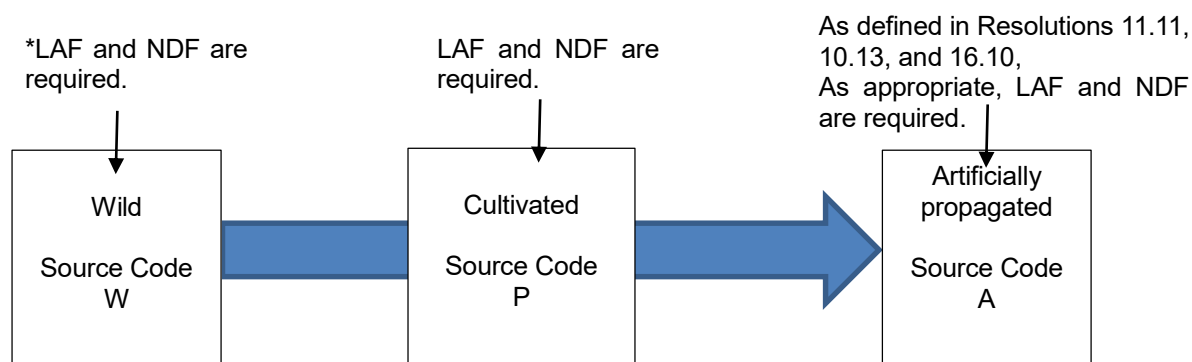 *LAF and NDF are
required.
LAF and NDF are
required.
As defined in Resolutions 11.11,
10.13, and 16.10,
As appropriate, LAF and NDF
are required.
Wild
Source Code
W
Cultivated
Source Code
P
Artificially
propagated
Source Code
A